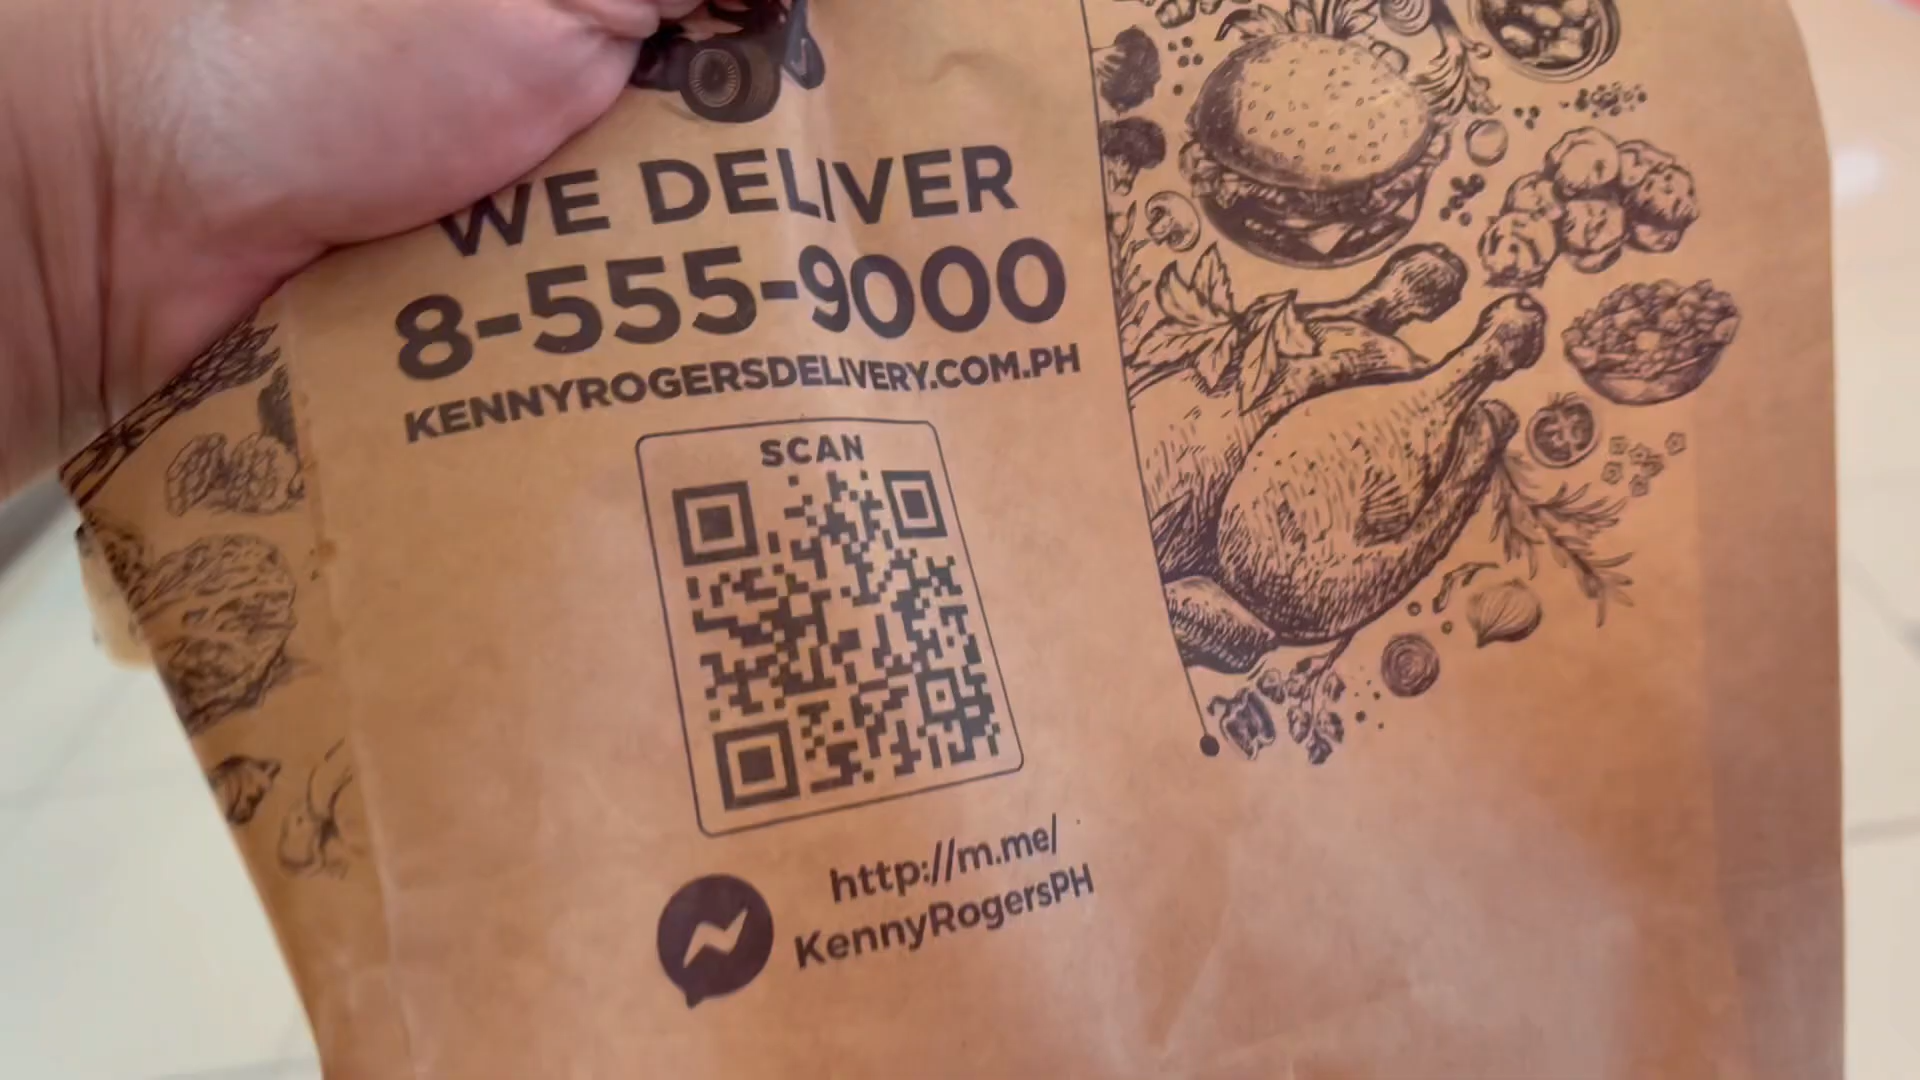 WE DELIVER
8-555-9000
KENNYROGERSDELIVERY.COM.PH
SCAN
http://m.me/
KennyRogersPH